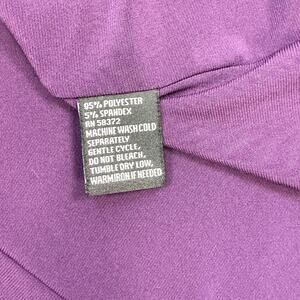 95% POLYESTER
5% SPANDEX
RN 58372
MACHINE WASH COLD
SEPARATELY
GENTLE CYCLE,
DO NOT BLEACH,
TUMBLE DRY LOW,
WARM IRON IF NEEDED